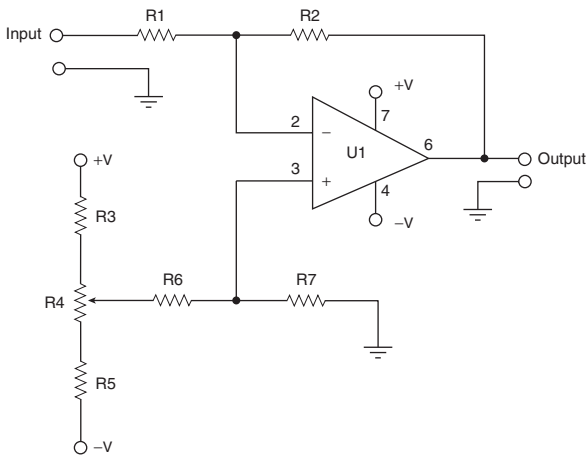 R1
R2
Input
+V
7
2
−
6
U1
Output
3
+
4
−V
+V
R3
R6
R7
R4
R5
−V